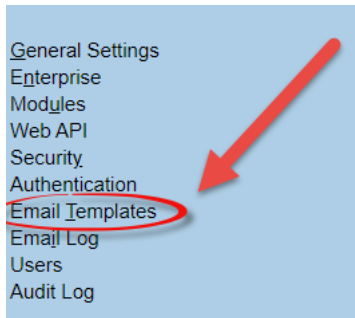 General Settings
Enterprise
Modules
Web API
Security
Authentication
Email Templates
Email Log
Users
Audit Log